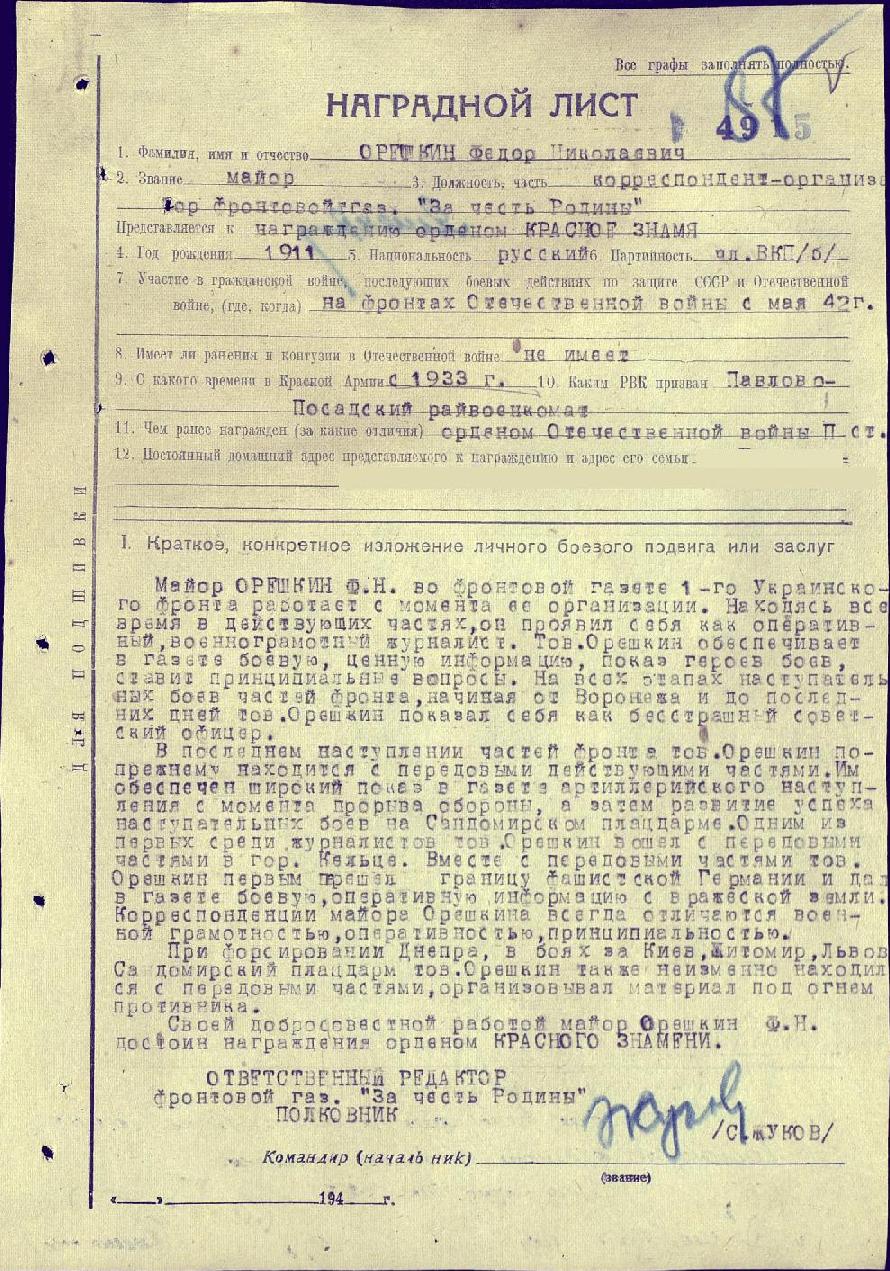 Все графы заполнять полностью.
НАГРАДНОЙ ЛИСТ
49 5
1. Фамилия, имя и отчество ОРЕШКИН Федор Николаевич
2. Звание майор 3. Должность, часть корреспондент-организа
тор фронтовой газ. "За честь Родины"
Представляется к награждению орденом КРАСНОЕ ЗНАМЯ
4. Год рождения 1911 5. Национальность русский 6 Партийность чл.ВКП/б/
7 Участие в гражданской войне, последующих боевых действиях по защите СССР и Отечественной
войне, (где, когда) на фронтах Отечественной войны с мая 42г.
8. Имеет ли ранения и контузии в Отечественной войне не имеет
9. С какого времени в Красной Армии с 1933 г. 10. Каким РВК призван Павлово-
Посадский райвоенкомат
11. Чем ранее награжден (за какие отличия) орденом Отечественной войны П ст.
12. Постоянный домашний адрес представляемого к награждению и адрес его семьи
ДЛЯ ПОДШИВКИ
I. Краткое, конкретное изложение личного боевого подвига или заслуг
Майор ОРЕШКИН Ф.Н. во фронтовой газете 1-го Украинско-
го фронта работает с момента ее организации. Находясь все
время в действующих частях,он проявил себя как оператив-
ный,военнограмотный журналист. Тов.Орешкин обеспечивает
в газете боевую, ценную информацию, показ героев боев,
ставит принципиальные вопросы. На всех этапах наступатель
ных боев частей фронта,начиная от Воронежа и до послед-
них дней тов.Орешкин показал себя как бесстрашный совет-
ский офицер.
В последнем наступлении частей фронта тов.Орешкин по-
прежнему находится с передовыми действующими частями.Им
обеспечен широкий показ в газете артиллерийского наступ-
ления с момента прорыва обороны, а затем развитие успеха
наступательных боев на Сандомирском плацдарме.Одним из
первых среди журналистов тов.Орешкин вошел с передовыми
частями в гор. Кельце. Вместе с передовыми частями тов.
Орешкин первым прешел границу фашистской Германии и дал
в газете боевую,оперативную информацию с вражеской земли.
Корреспонденции майора Орешкина всегда отличаются воен-
ной грамотностью,оперативностью,принципиальностью.
При форсировании Днепра, в боях за Киев,Житомир,Львов
Сандомирский плацдарм тов.Орешкин также неизменно находил
ся с передовыми частями,организовывал материал под огнем
противника.
Своей добросовестной работой майор Орешкин Ф.Н.
достоин награждения орденом КРАСНОГО ЗНАМЕНИ.
ОТВЕТСТВЕННЫЙ РЕДАКТОР
фронтовой газ. "За честь Родины"
ПОЛКОВНИК
/С.ЖУКОВ/
Командир (начальник)
(звание)
«___»___194___г.